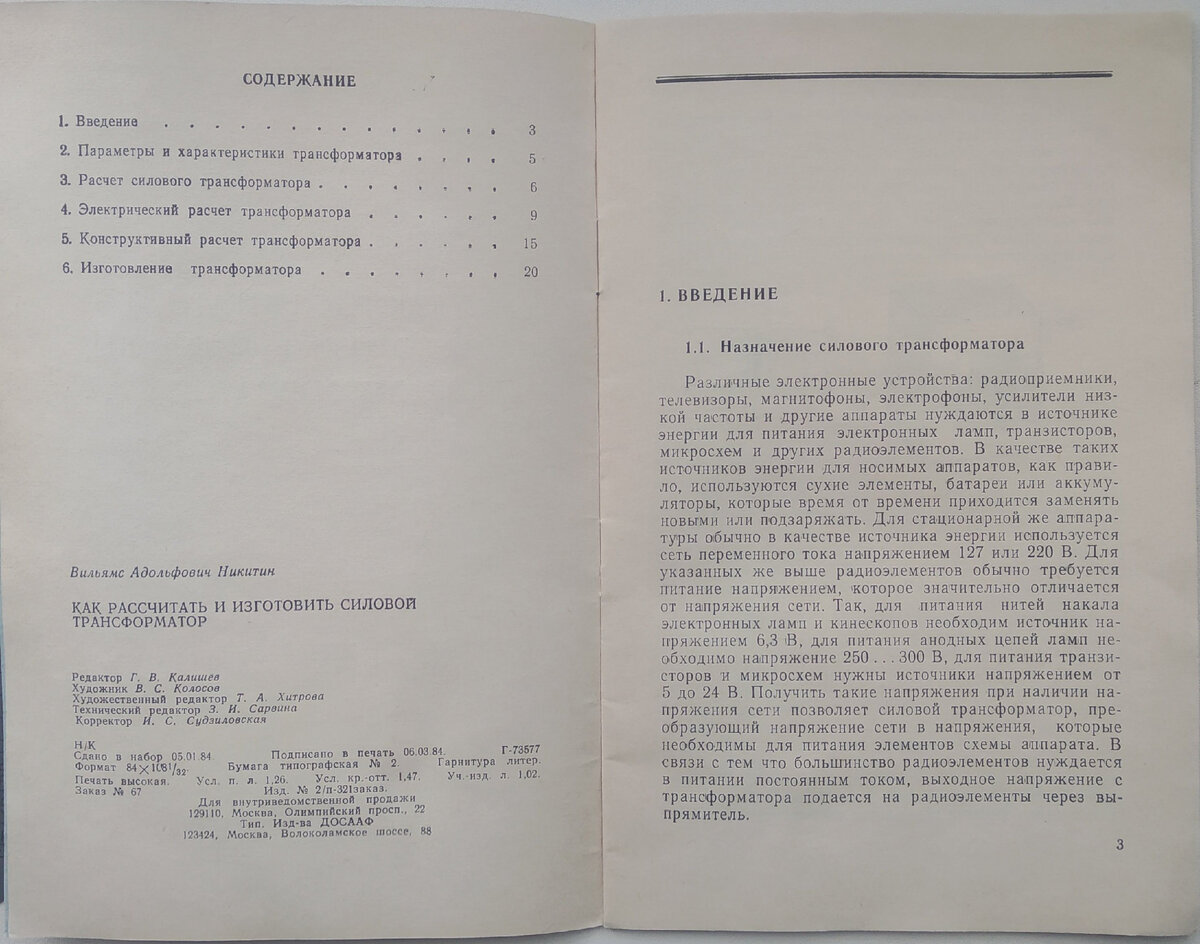 СОДЕРЖАНИЕ
1. Введение . . . . . . . . . . . . . . 3
2. Параметры и характеристики трансформатора . . . . 5
3. Расчет силового трансформатора . . . . . . . . 6
4. Электрический расчет трансформатора . . . . . . 9
5. Конструктивный расчет трансформатора . . . . . . 15
6. Изготовление трансформатора . . . . . . . . 20
Вильямс Адольфович Никитин
КАК РАССЧИТАТЬ И ИЗГОТОВИТЬ СИЛОВОЙ
ТРАНСФОРМАТОР
Редактор Г. В. Калишев
Художник В. С. Колосов
Художественный редактор Т. А. Хитрова
Технический редактор З. И. Сарвина
Корректор И. С. Судзиловская
Н/К
Сдано в набор 05.01.84. Подписано в печать 06.03.84. Г-73577
Формат 84×108 1/32. Бумага типографская № 2. Гарнитура литер.
Печать высокая. Усл. п. л. 1,26. Усл. кр.-отт. 1,47. Уч.-изд. л. 1,02.
Заказ № 67 Изд. № 2/п-321заказ.
Для внутриведомственной продажи
129110, Москва, Олимпийский просп., 22
Тип. Изд-ва ДОСААФ
123424, Москва, Волоколамское шоссе, 88
1. ВВЕДЕНИЕ
1.1. Назначение силового трансформатора
Различные электронные устройства: радиоприемники,
телевизоры, магнитофоны, электрофоны, усилители низ-
кой частоты и другие аппараты нуждаются в источнике
энергии для питания электронных ламп, транзисторов,
микросхем и других радиоэлементов. В качестве таких
источников энергии для носимых аппаратов, как прави-
ло, используются сухие элементы, батареи или аккуму-
ляторы, которые время от времени приходится заменять
новыми или подзаряжать. Для стационарной же аппара-
туры обычно в качестве источника энергии используется
сеть переменного тока напряжением 127 или 220 В. Для
указанных же выше радиоэлементов обычно требуется
питание напряжением, которое значительно отличается
от напряжения сети. Так, для питания нитей накала
электронных ламп и кинескопов необходим источник на-
пряжением 6,3 В, для питания анодных цепей ламп не-
обходимо напряжение 250 ... 300 В, для питания транзи-
сторов и микросхем нужны источники напряжением от
5 до 24 В. Получить такие напряжения при наличии на-
пряжения сети позволяет силовой трансформатор, пре-
образующий напряжение сети в напряжения, которые
необходимы для питания элементов схемы аппарата. В
связи с тем что большинство радиоэлементов нуждается
в питании постоянным током, выходное напряжение с
трансформатора подается на радиоэлементы через вы-
прямитель.
3